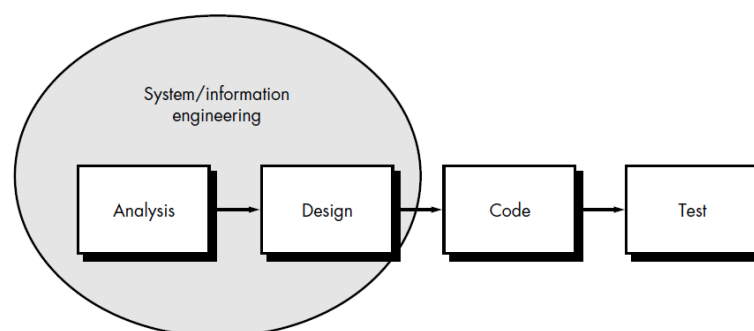 System/information
engineering
Analysis
Design
Code
Test